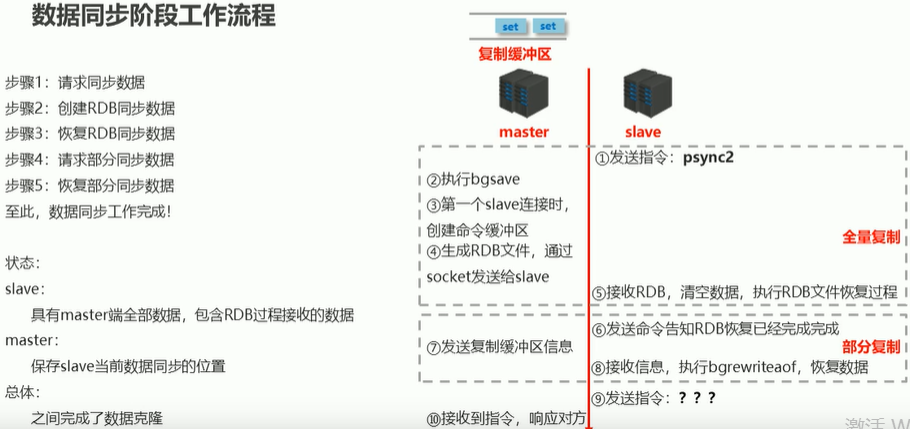 数据同步阶段工作流程
步骤1：请求同步数据
步骤2：创建RDB同步数据
步骤3：恢复RDB同步数据
步骤4：请求部分同步数据
步骤5：恢复部分同步数据
至此，数据同步工作完成！
状态：
slave：
具有master端全部数据，包含RDB过程接收的数据
master：
保存slave当前数据同步的位置
总体：
之间完成了数据克隆
set set
复制缓冲区
master slave
①发送指令：psync2
②执行bgsave
③第一个slave连接时，
创建命令缓冲区
④生成RDB文件，通过
socket发送给slave
全量复制
⑤接收RDB，清空数据，执行RDB文件恢复过程
⑥发送命令告知RDB恢复已经完成完成
⑦发送复制缓冲区信息
部分复制
⑧接收信息，执行bgrewriteaof，恢复数据
⑨发送指令：？？？
⑩接收到指令，响应对方
激活 W